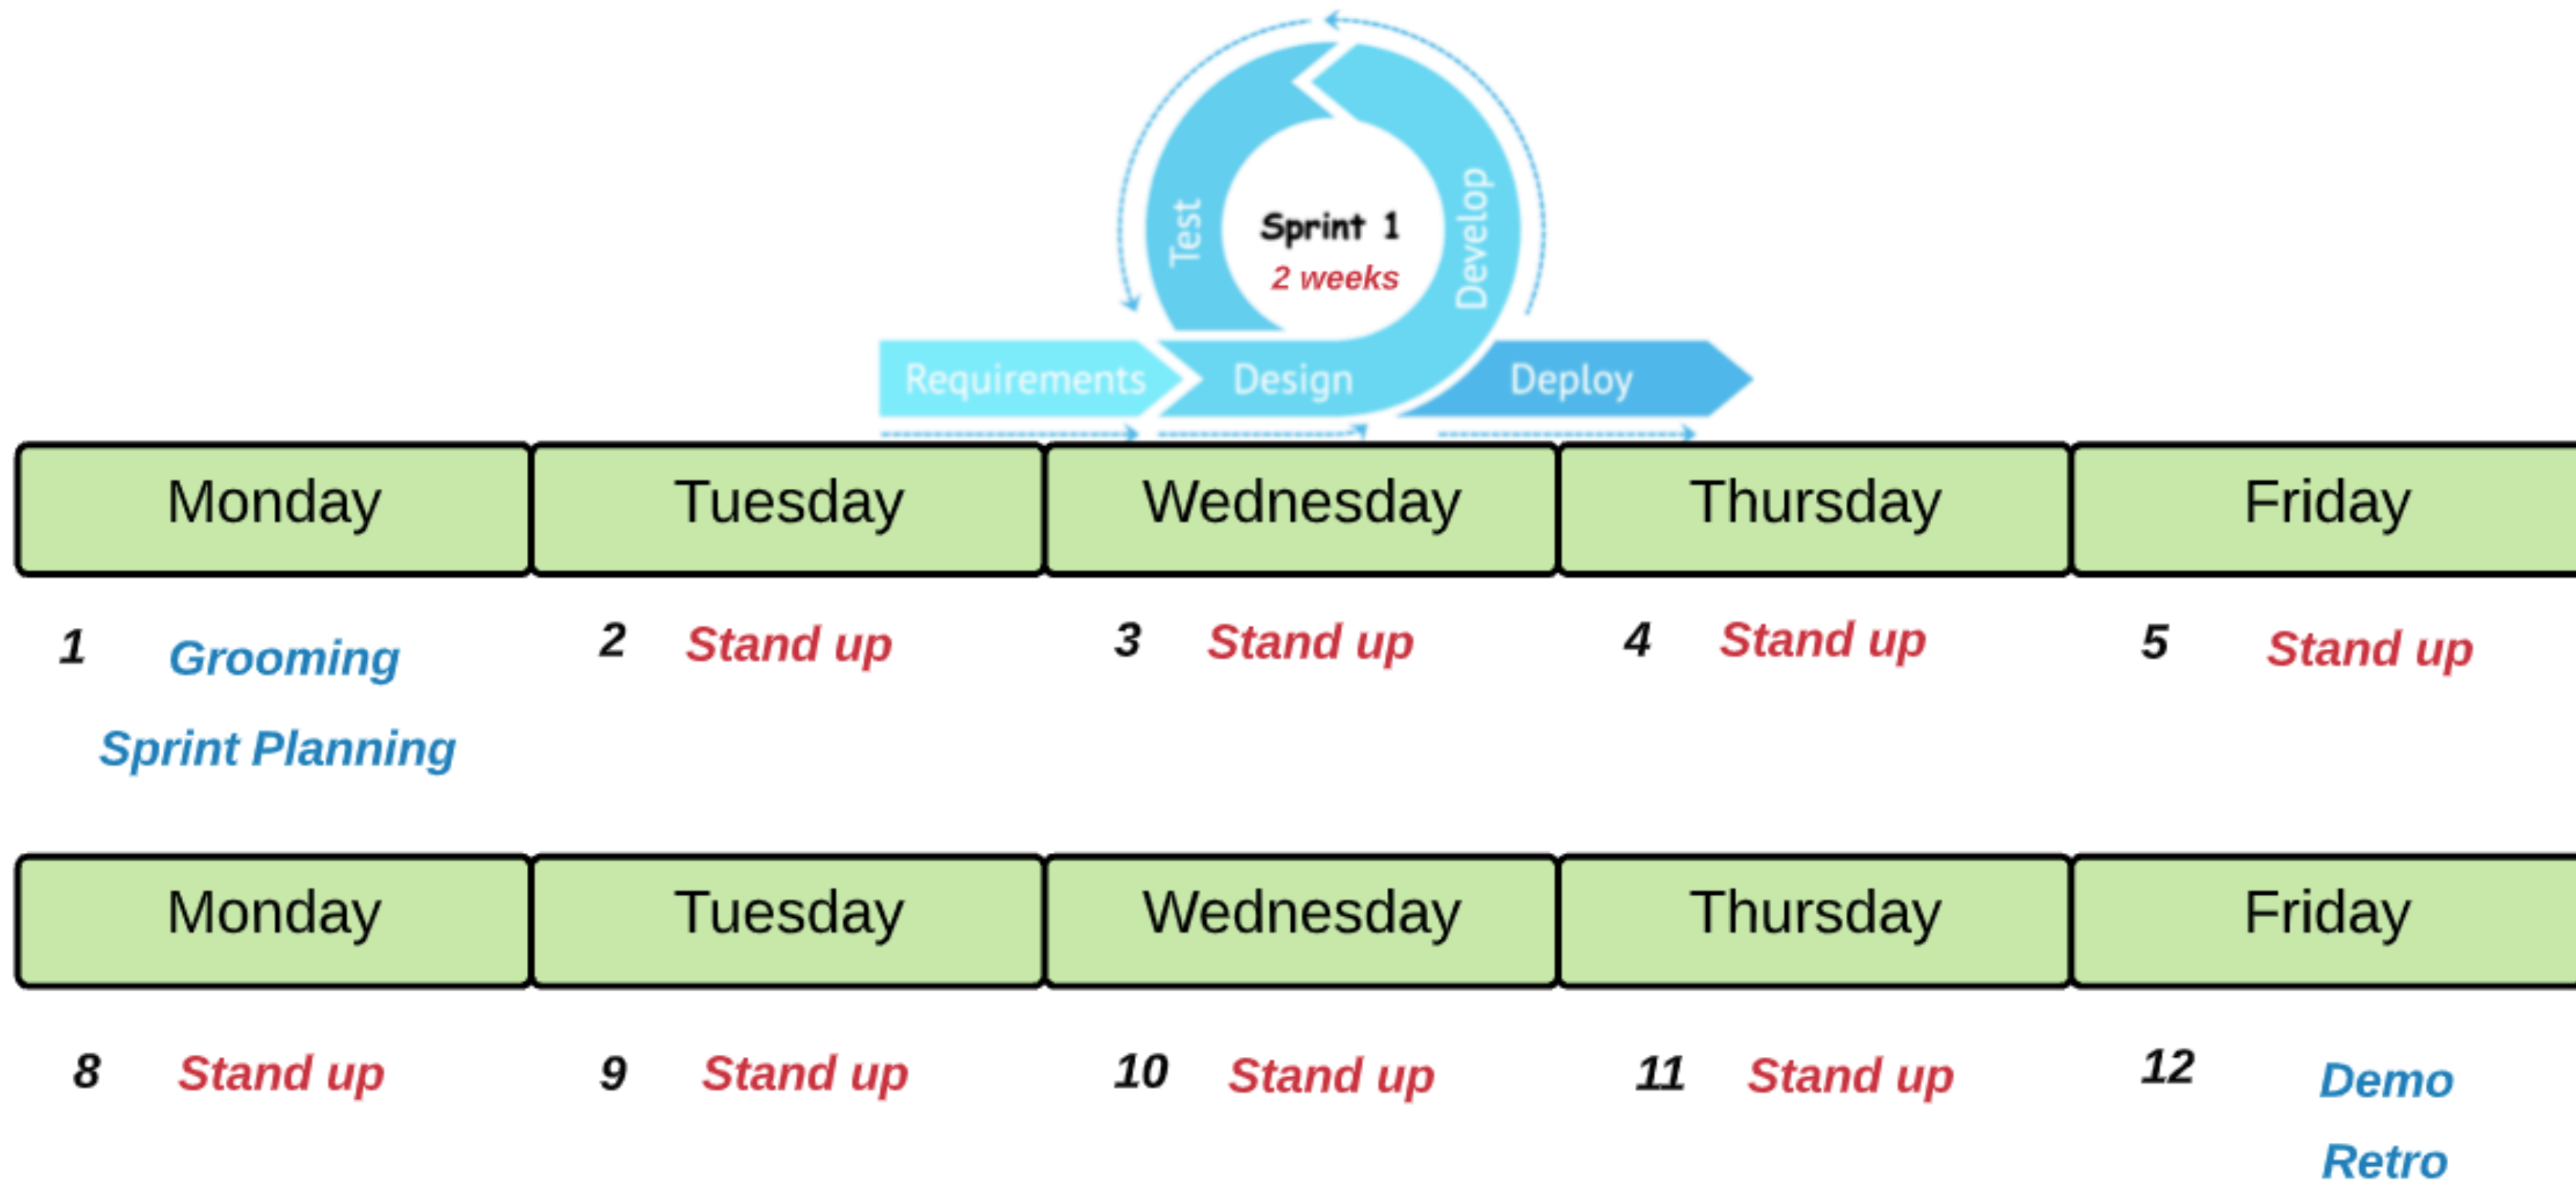 Test
Sprint 1
2 weeks
Develop
Requirements
Design
Deploy
Monday
Tuesday
Wednesday
Thursday
Friday
1 Grooming
Sprint Planning
2 Stand up
3 Stand up
4 Stand up
5 Stand up
Monday
Tuesday
Wednesday
Thursday
Friday
8 Stand up
9 Stand up
10 Stand up
11 Stand up
12 Demo
Retro